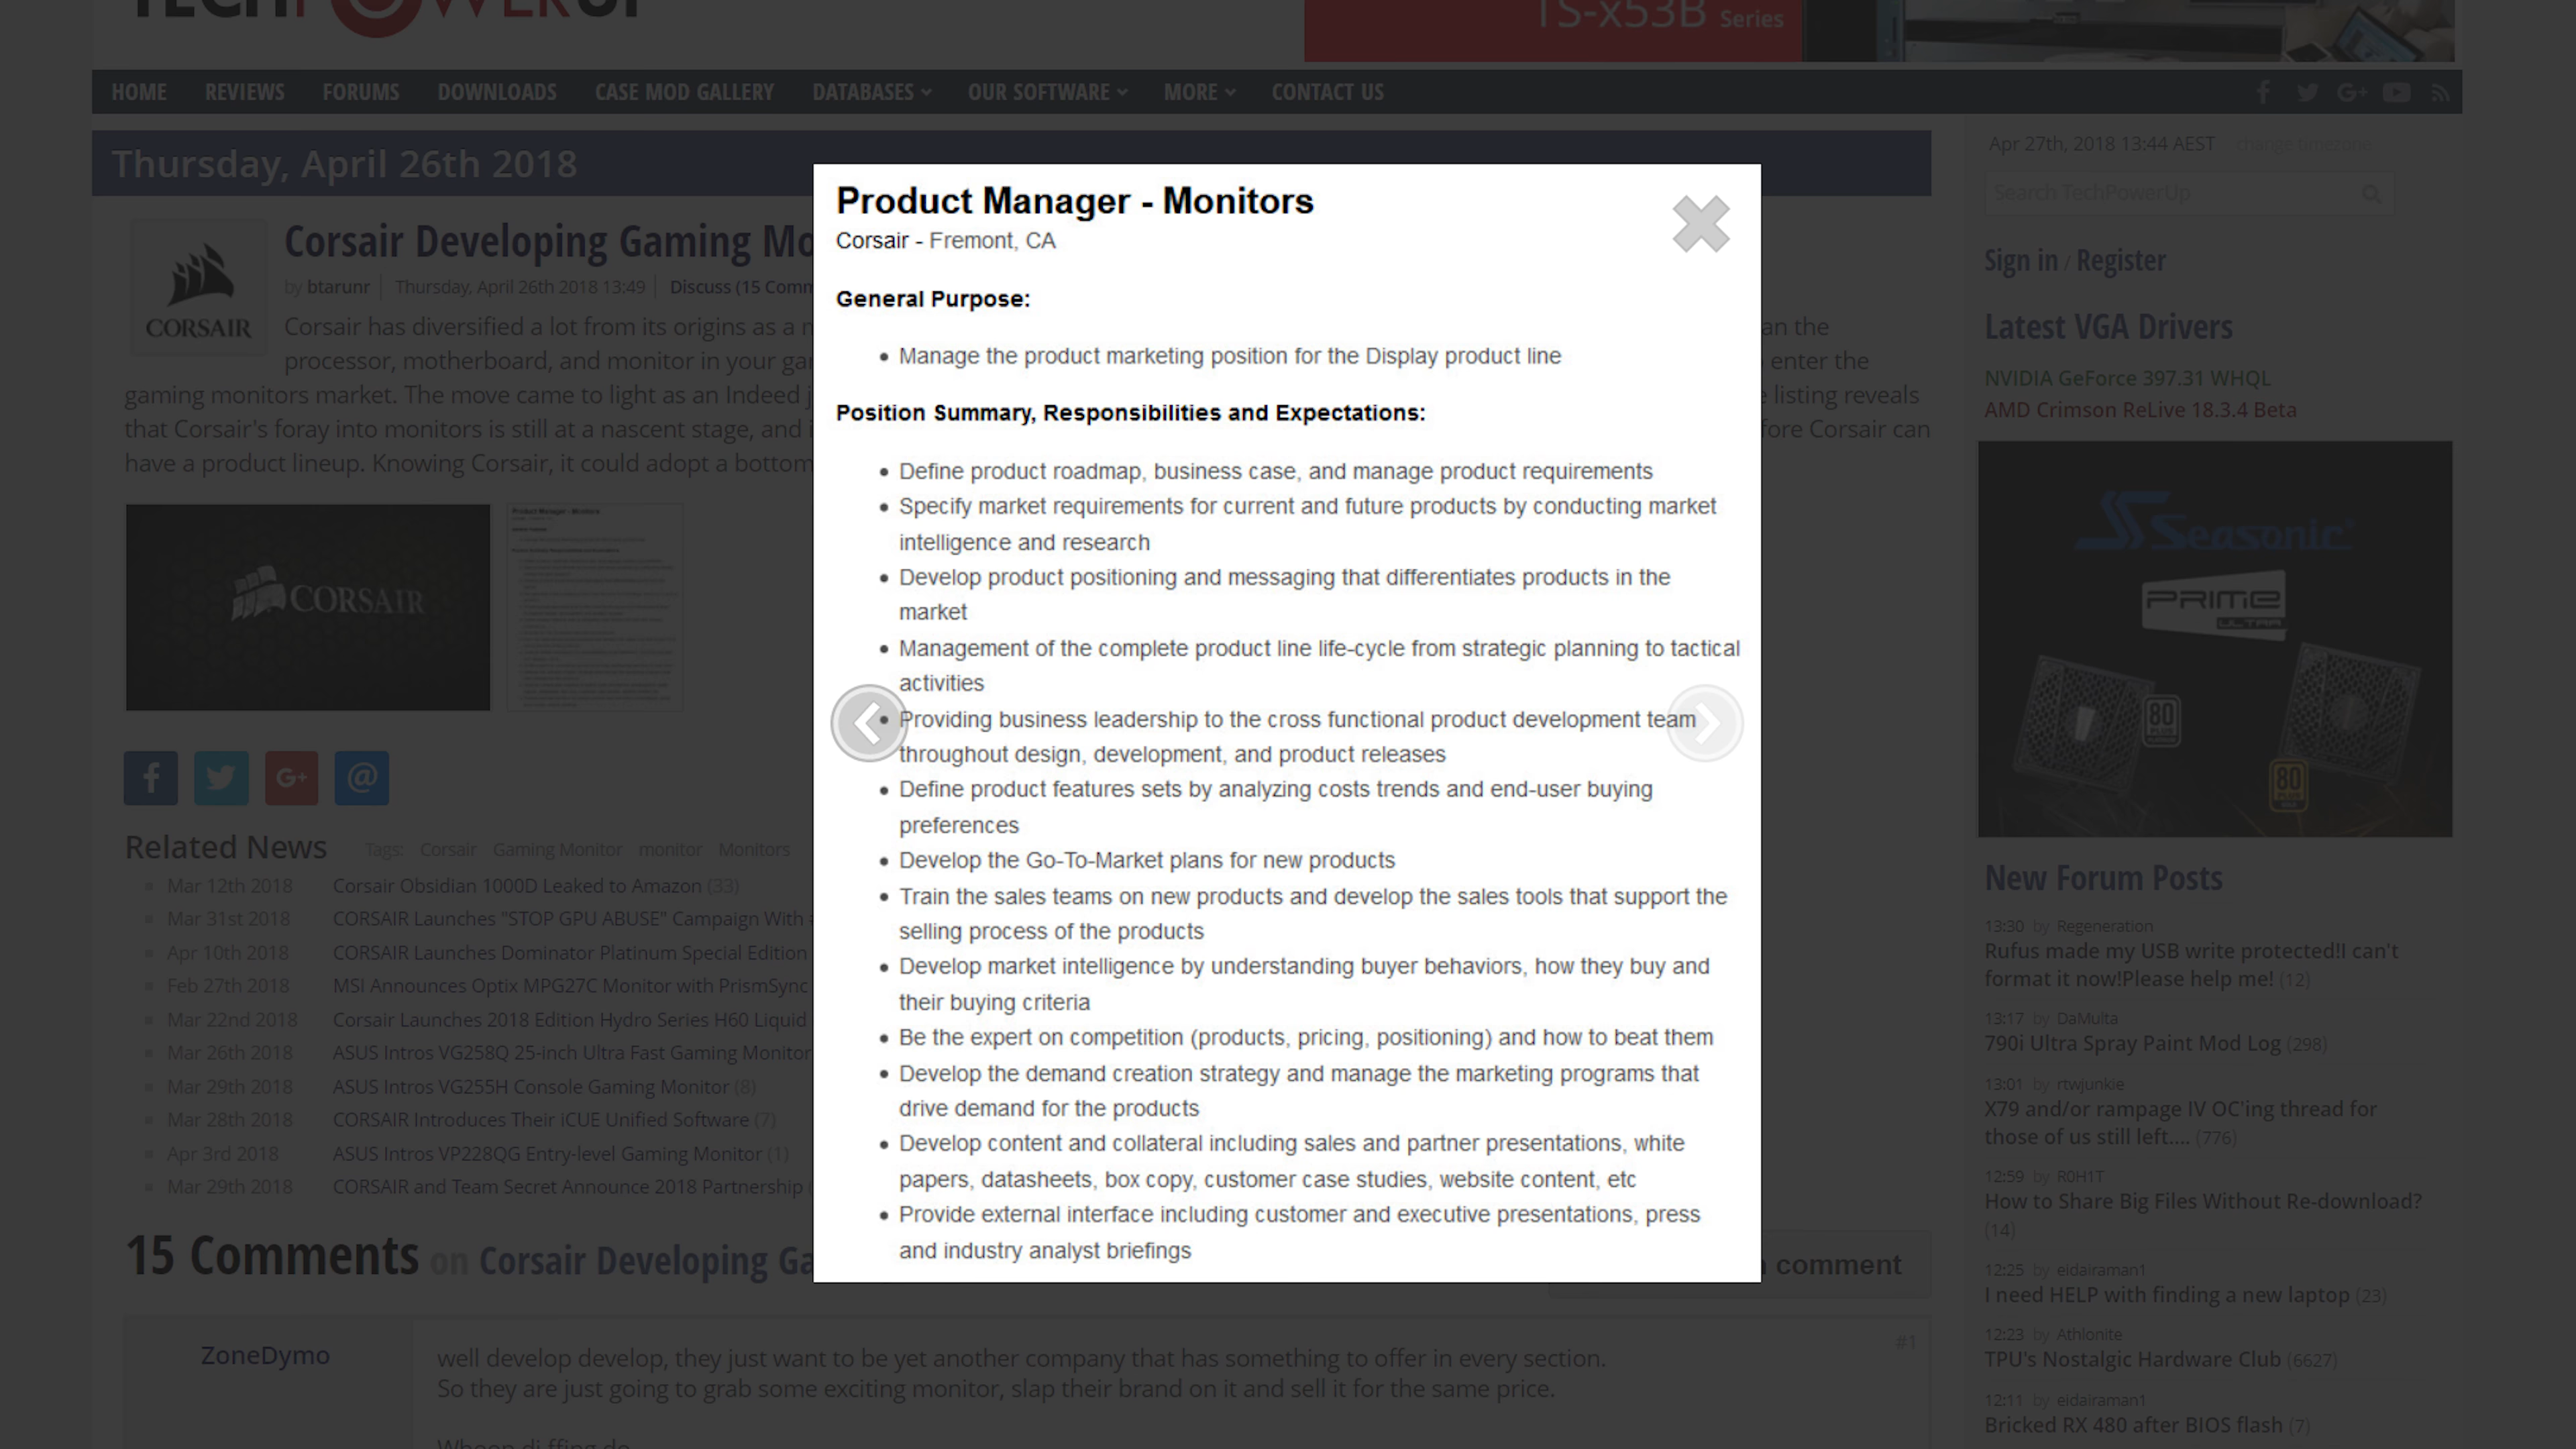 TECHPOWERUP
TS-x53B Series
HOME REVIEWS FORUMS DOWNLOADS CASE MOD GALLERY DATABASES OUR SOFTWARE MORE CONTACT US
Thursday, April 26th 2018
CORSAIR
Corsair Developing Gaming Mo
by btarunr Thursday, April 26th 2018 13:49 Discuss (15 Comm
Corsair has diversified a lot from its origins as a m
an the
processor, motherboard, and monitor in your gar
enter the
gaming monitors market. The move came to light as an Indeed j
listing reveals
that Corsair's foray into monitors is still at a nascent stage, and i
fore Corsair can
have a product lineup. Knowing Corsair, it could adopt a bottom
CORSAIR
Product Manager - Monitors
Related News Tags: Corsair Gaming Monitor monitor Monitors
Mar 12th 2018 Corsair Obsidian 1000D Leaked to Amazon (33)
Mar 31st 2018 CORSAIR Launches "STOP GPU ABUSE" Campaign With
Apr 10th 2018 CORSAIR Launches Dominator Platinum Special Edition
Feb 27th 2018 MSI Announces Optix MPG27C Monitor with PrismSync
Mar 22nd 2018 Corsair Launches 2018 Edition Hydro Series H60 Liquid
Mar 26th 2018 ASUS Intros VG258Q 25-inch Ultra Fast Gaming Monitor
Mar 29th 2018 ASUS Intros VG255H Console Gaming Monitor (8)
Mar 28th 2018 CORSAIR Introduces Their iCUE Unified Software (7)
Apr 3rd 2018 ASUS Intros VP228QG Entry-level Gaming Monitor (1)
Mar 29th 2018 CORSAIR and Team Secret Announce 2018 Partnership
15 Comments on Corsair Developing Ga
comment
ZoneDymo
#1
well develop develop, they just want to be yet another company that has something to offer in every section.
So they are just going to grab some exciting monitor, slap their brand on it and sell it for the same price.
Product Manager - Monitors
Corsair - Fremont, CA
General Purpose:
• Manage the product marketing position for the Display product line
Position Summary, Responsibilities and Expectations:
• Define product roadmap, business case, and manage product requirements
• Specify market requirements for current and future products by conducting market
intelligence and research
• Develop product positioning and messaging that differentiates products in the
market
• Management of the complete product line life-cycle from strategic planning to tactical
activities
• Providing business leadership to the cross functional product development team
throughout design, development, and product releases
• Define product features sets by analyzing costs trends and end-user buying
preferences
• Develop the Go-To-Market plans for new products
• Train the sales teams on new products and develop the sales tools that support the
selling process of the products
• Develop market intelligence by understanding buyer behaviors, how they buy and
their buying criteria
• Be the expert on competition (products, pricing, positioning) and how to beat them
• Develop the demand creation strategy and manage the marketing programs that
drive demand for the products
• Develop content and collateral including sales and partner presentations, white
papers, datasheets, box copy, customer case studies, website content, etc
• Provide external interface including customer and executive presentations, press
and industry analyst briefings
Apr 27th, 2018 13:44 AEST change timezone
Search TechPowerUp
Sign in / Register
Latest VGA Drivers
NVIDIA GeForce 397.31 WHQL
AMD Crimson ReLive 18.3.4 Beta
Seasonic
PRIME
ULTRA
80
PLUS
80
PLUS
New Forum Posts
13:30 by Regeneration
Rufus made my USB write protected!I can't
format it now!Please help me! (12)
13:17 by DaMulta
790i Ultra Spray Paint Mod Log (298)
13:01 by rtwjunkie
X79 and/or rampage IV OC'ing thread for
those of us still left.... (776)
12:59 by R0H1T
How to Share Big Files Without Re-download?
(14)
12:25 by eidairaman1
I need HELP with finding a new laptop (23)
12:23 by Athlonite
TPU's Nostalgic Hardware Club (6627)
12:11 by eidairaman1
Bricked RX 480 after BIOS flash (7)